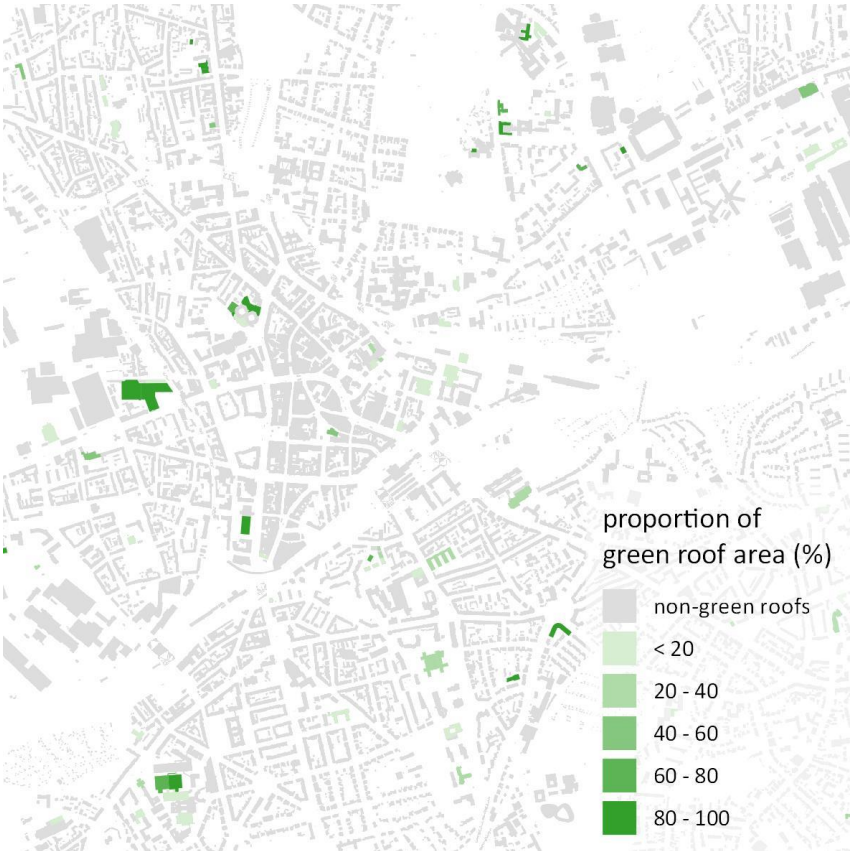 proportion of
green roof area (%)
non-green roofs
< 20
20 - 40
40 - 60
60 - 80
80 - 100